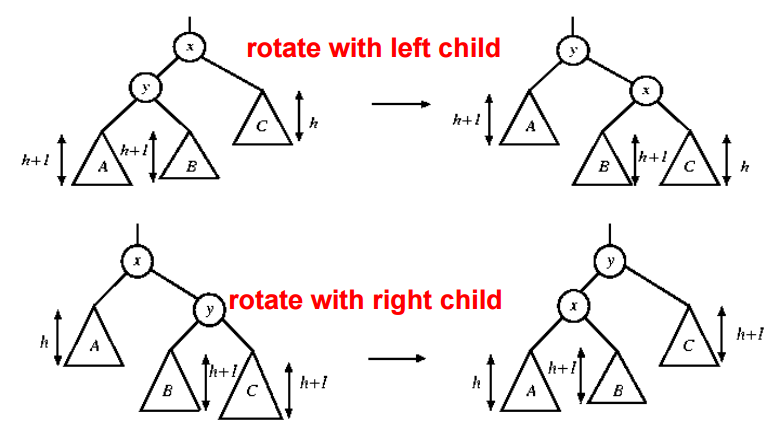 x
rotate with left child
y
y
x
C
h
h+1
A
h+1
A
h+1
B
B
h+1
C
h
x
y
rotate with right child
y
x
h
A
B
h+1
C
h+1
h
A
h+1
B
C
h+1